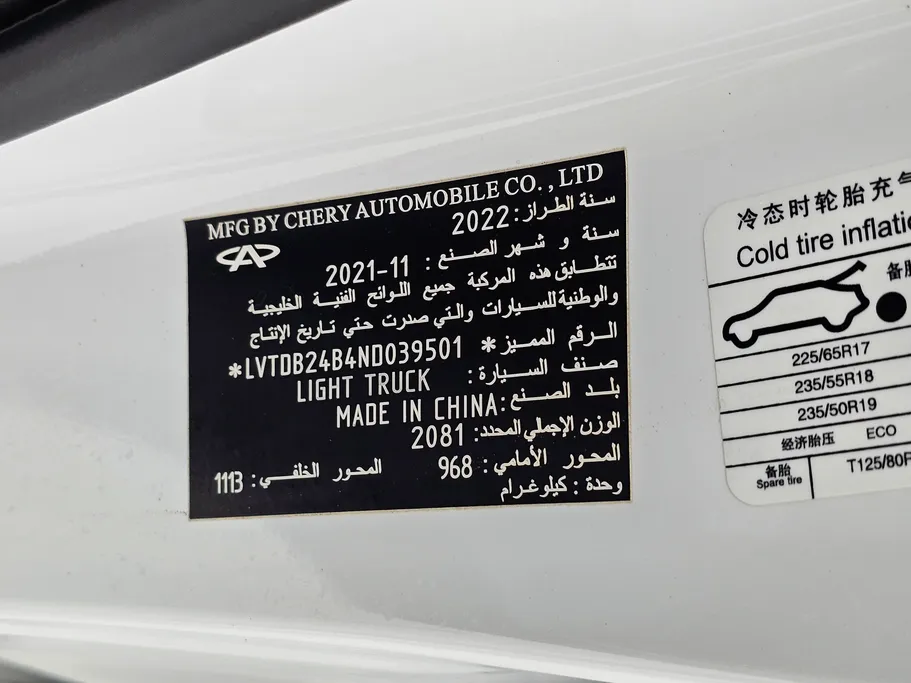 MFG BY CHERY AUTOMOBILE CO. , LTD
سنة الطراز: 2022
سنة و شهر الصنع : 2021-11
تتطابق هذه المركبة جميع اللوائح الفنية الخليجية
والوطنية للسيارات والتي صدرت حتي تاريخ الإنتاج
الرقم المميز: *LVTDB24B4ND039501*
صنف السيارة: LIGHT TRUCK
بلد الصنع: MADE IN CHINA
الوزن الإجمالي المحدد: 2081
المحور الأمامي: 968 المحور الخلفي: 1113
وحدة : كيلوغرام
冷态时轮胎充气
Cold tire inflatio
备胎
225/65R17
235/55R18
235/50R19
经济胎压 ECO
备胎 T125/80R
Spare tire